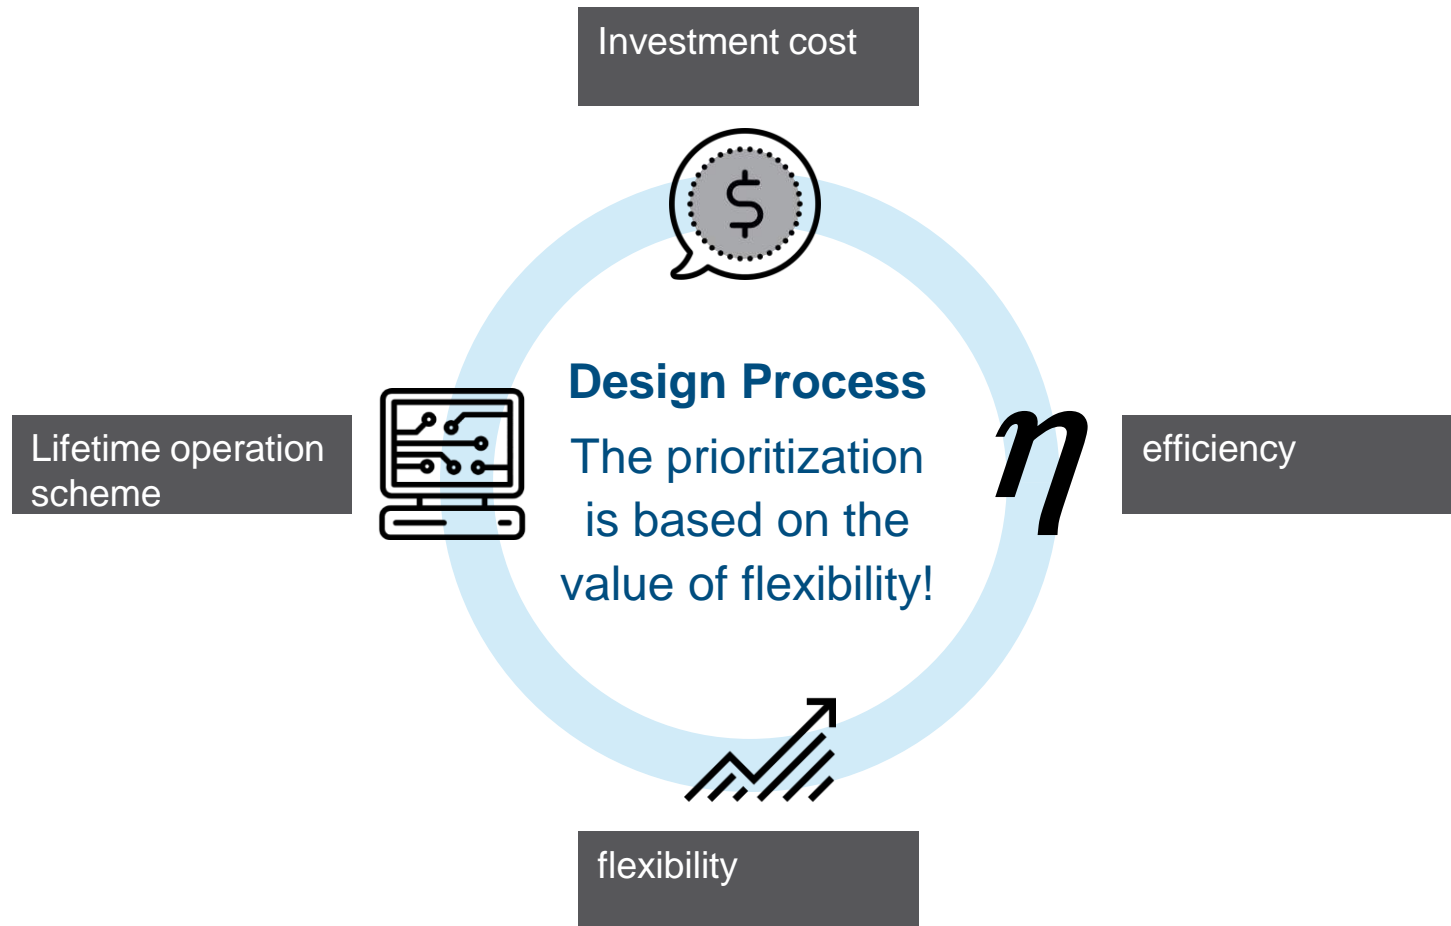 Investment cost
$
Design Process
The prioritization
is based on the
value of flexibility!
Lifetime operation
scheme
η
efficiency
flexibility